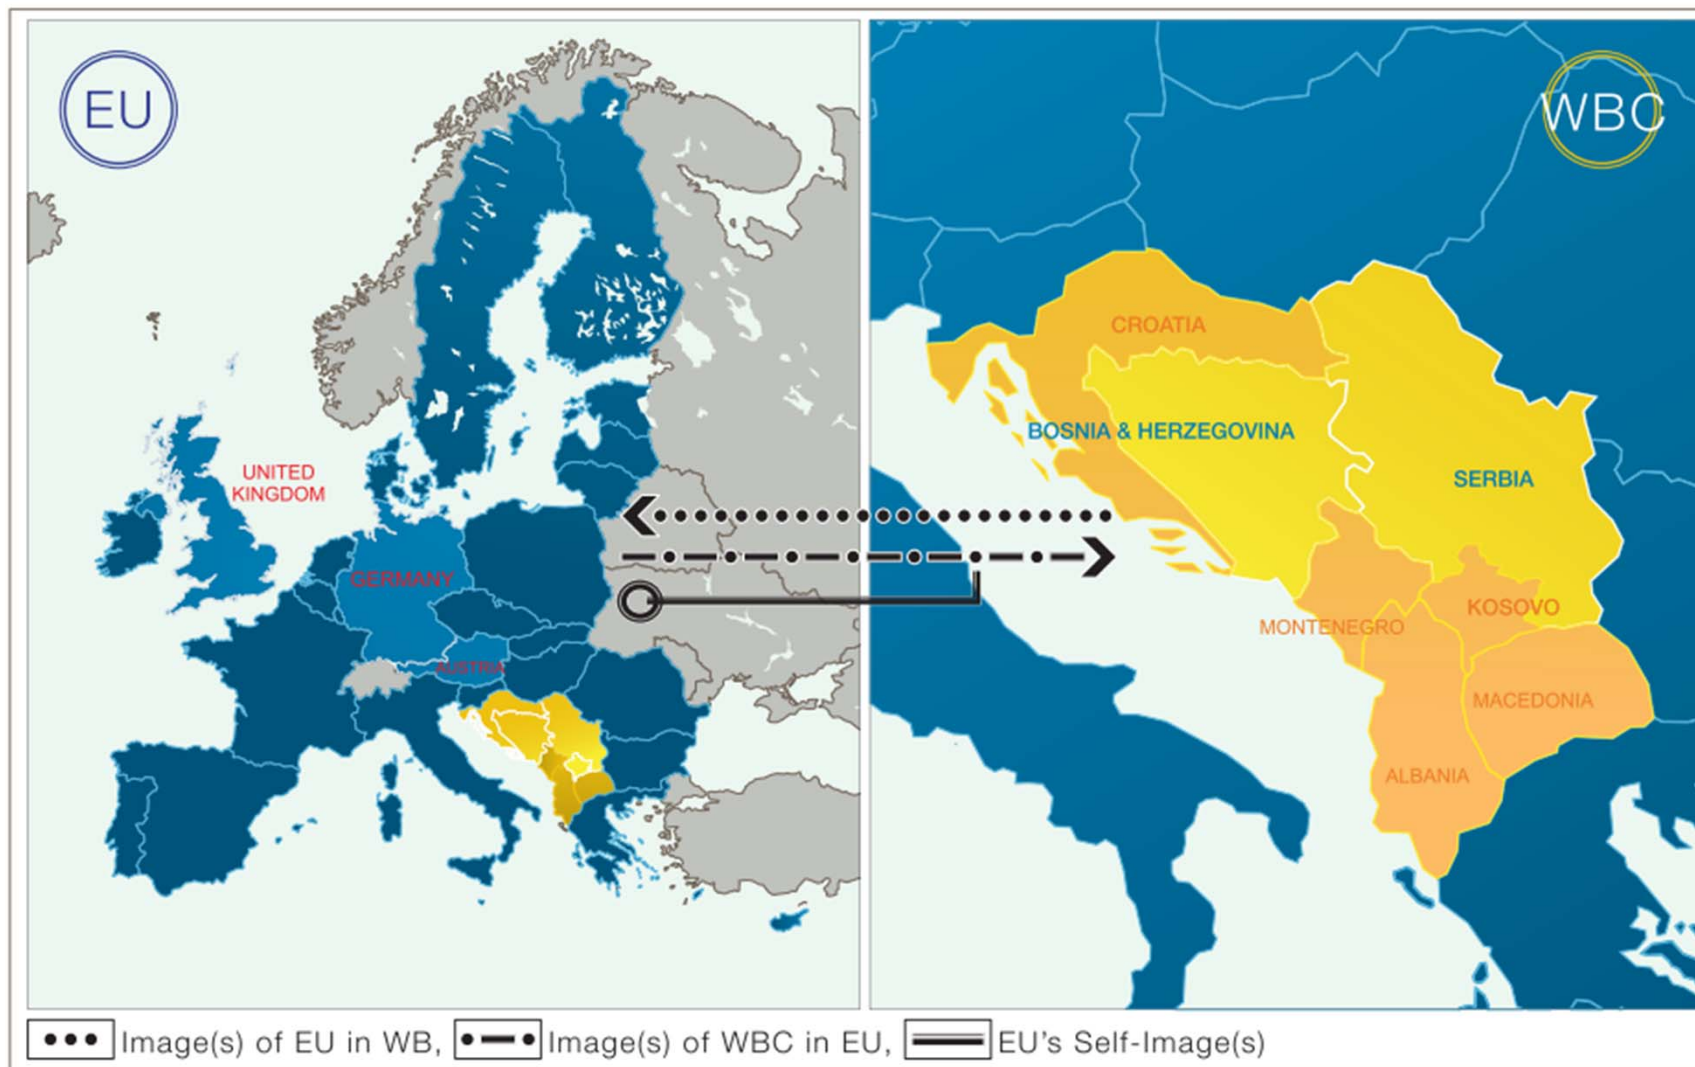 EU
WBC
UNITED
KINGDOM
GERMANY
AUSTRIA
CROATIA
BOSNIA & HERZEGOVINA
SERBIA
KOSOVO
MONTENEGRO
MACEDONIA
ALBANIA
Image(s) of EU in WB, Image(s) of WBC in EU, EU's Self-Image(s)